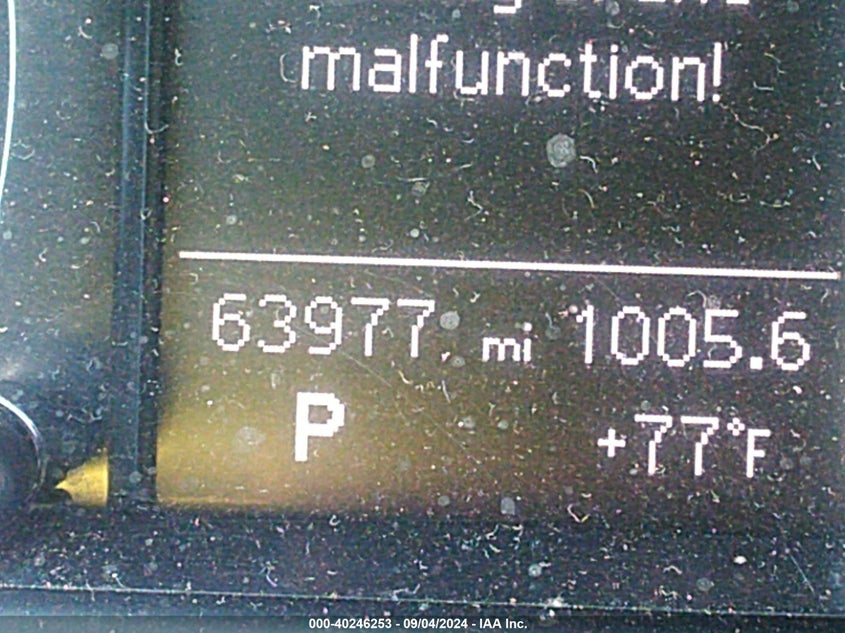 malfunction!
63977 mi 1005.6
P +77°F
000-40246253 - 09/04/2024 - IAA Inc.